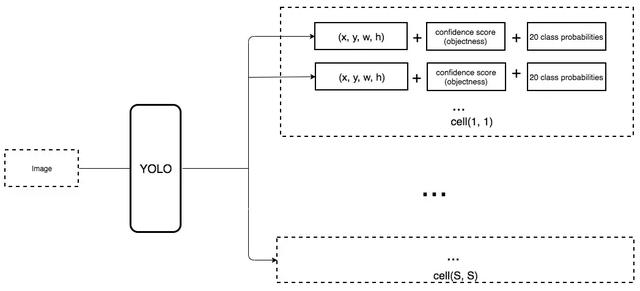 (x, y, w, h) + confidence score (objectness) + 20 class probabilities
(x, y, w, h) + confidence score (objectness) + 20 class probabilities
...
cell(1, 1)
Image
YOLO
...
...
cell(S, S)